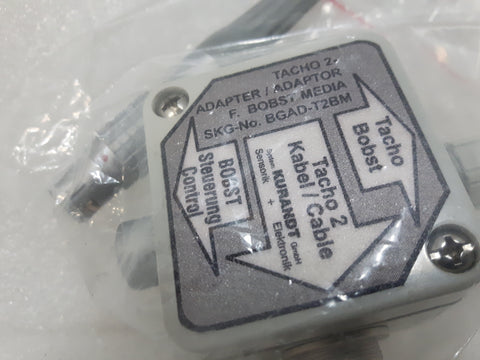 TACHO 2-
ADAPTER / ADAPTOR
F. BOBST MEDIA
SKG-No. BGAD-T2BM
Tacho
Bobst
Tacho 2
Kabel / Cable
System KURANDT GmbH
Sensorik + Elektronik
BOBST
Steuerung
Control